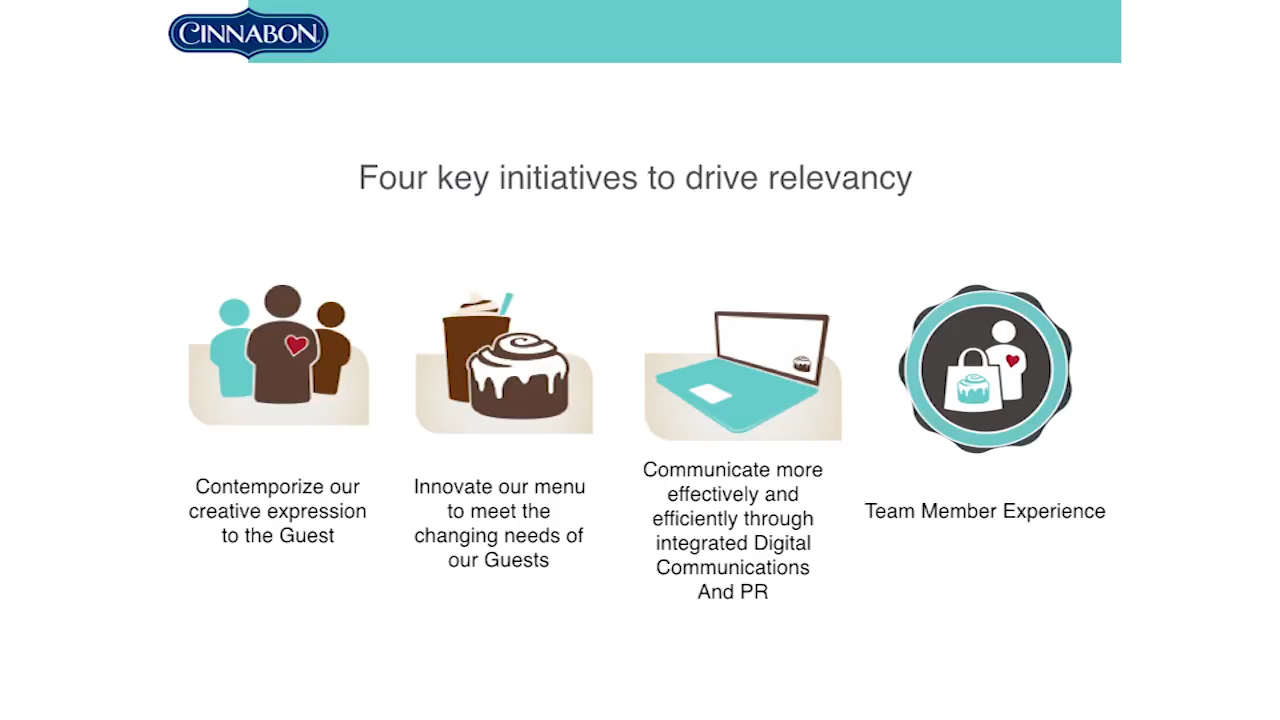 CINNABON
Four key initiatives to drive relevancy
Contemporize our
creative expression
to the Guest
Innovate our menu
to meet the
changing needs of
our Guests
Communicate more
effectively and
efficiently through
integrated Digital
Communications
And PR
Team Member Experience